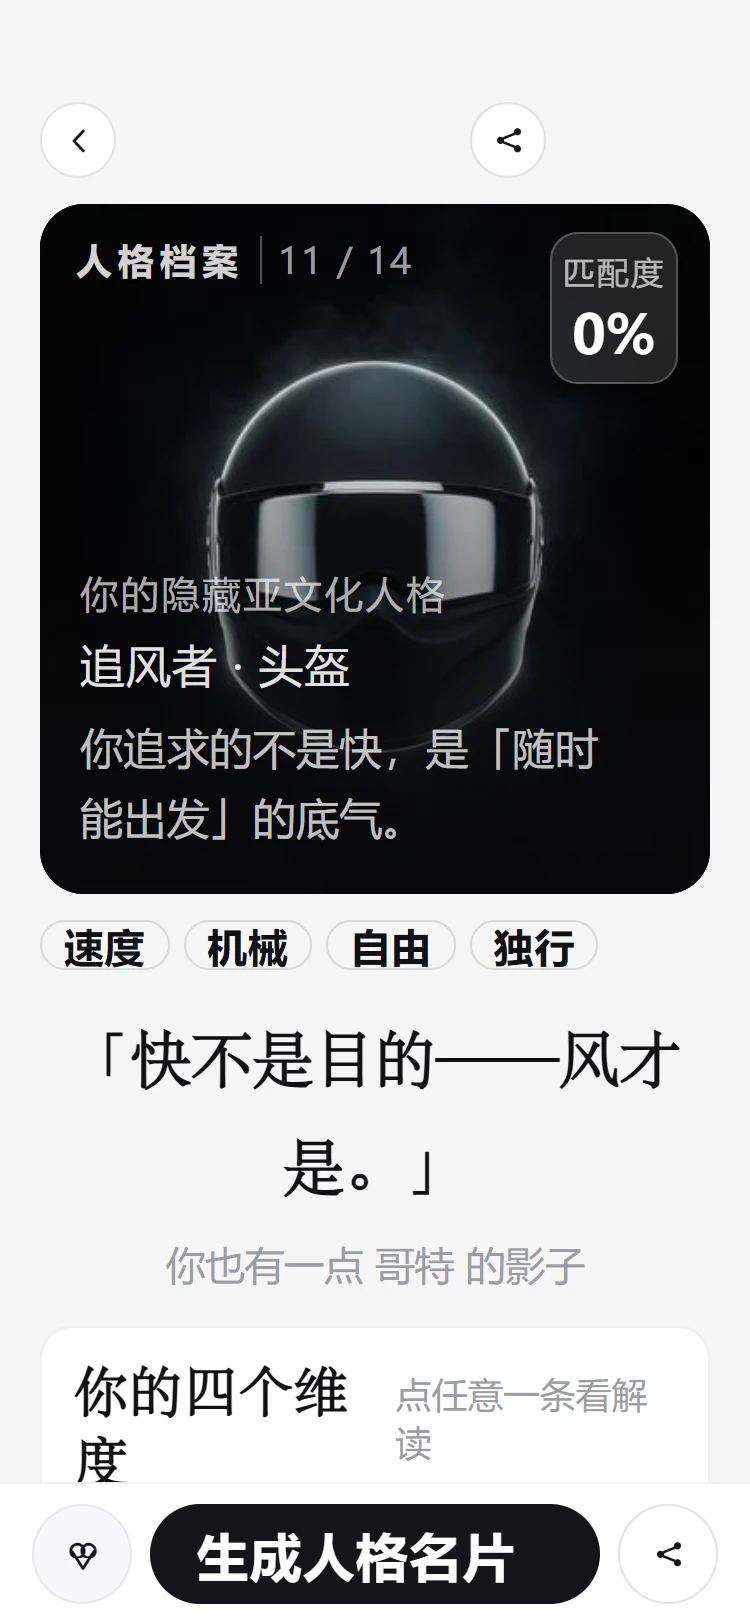 人格档案 | 11 / 14
匹配度
0%
你的隐藏亚文化人格
追风者 · 头盔
你追求的不是快，是「随时
能出发」的底气。
速度 机械 自由 独行
「快不是目的——风才
是。」
你也有一点 哥特 的影子
你的四个维
度
点任意一条看解
读
生成人格名片